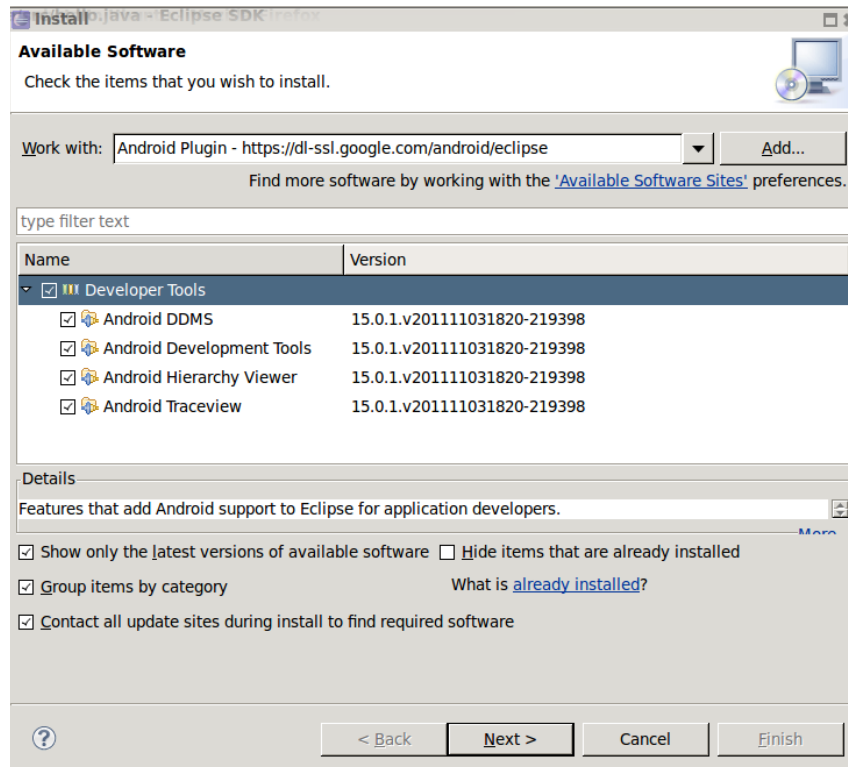 Install hello.java - Eclipse SDK Firefox
Available Software
Check the items that you wish to install.
Work with: Android Plugin - https://dl-ssl.google.com/android/eclipse Add...
Find more software by working with the 'Available Software Sites' preferences.
type filter text
Name Version
Developer Tools
Android DDMS 15.0.1.v201111031820-219398
Android Development Tools 15.0.1.v201111031820-219398
Android Hierarchy Viewer 15.0.1.v201111031820-219398
Android Traceview 15.0.1.v201111031820-219398
Details
Features that add Android support to Eclipse for application developers.
More
Show only the latest versions of available software Hide items that are already installed
Group items by category What is already installed?
Contact all update sites during install to find required software
? < Back Next > Cancel Finish